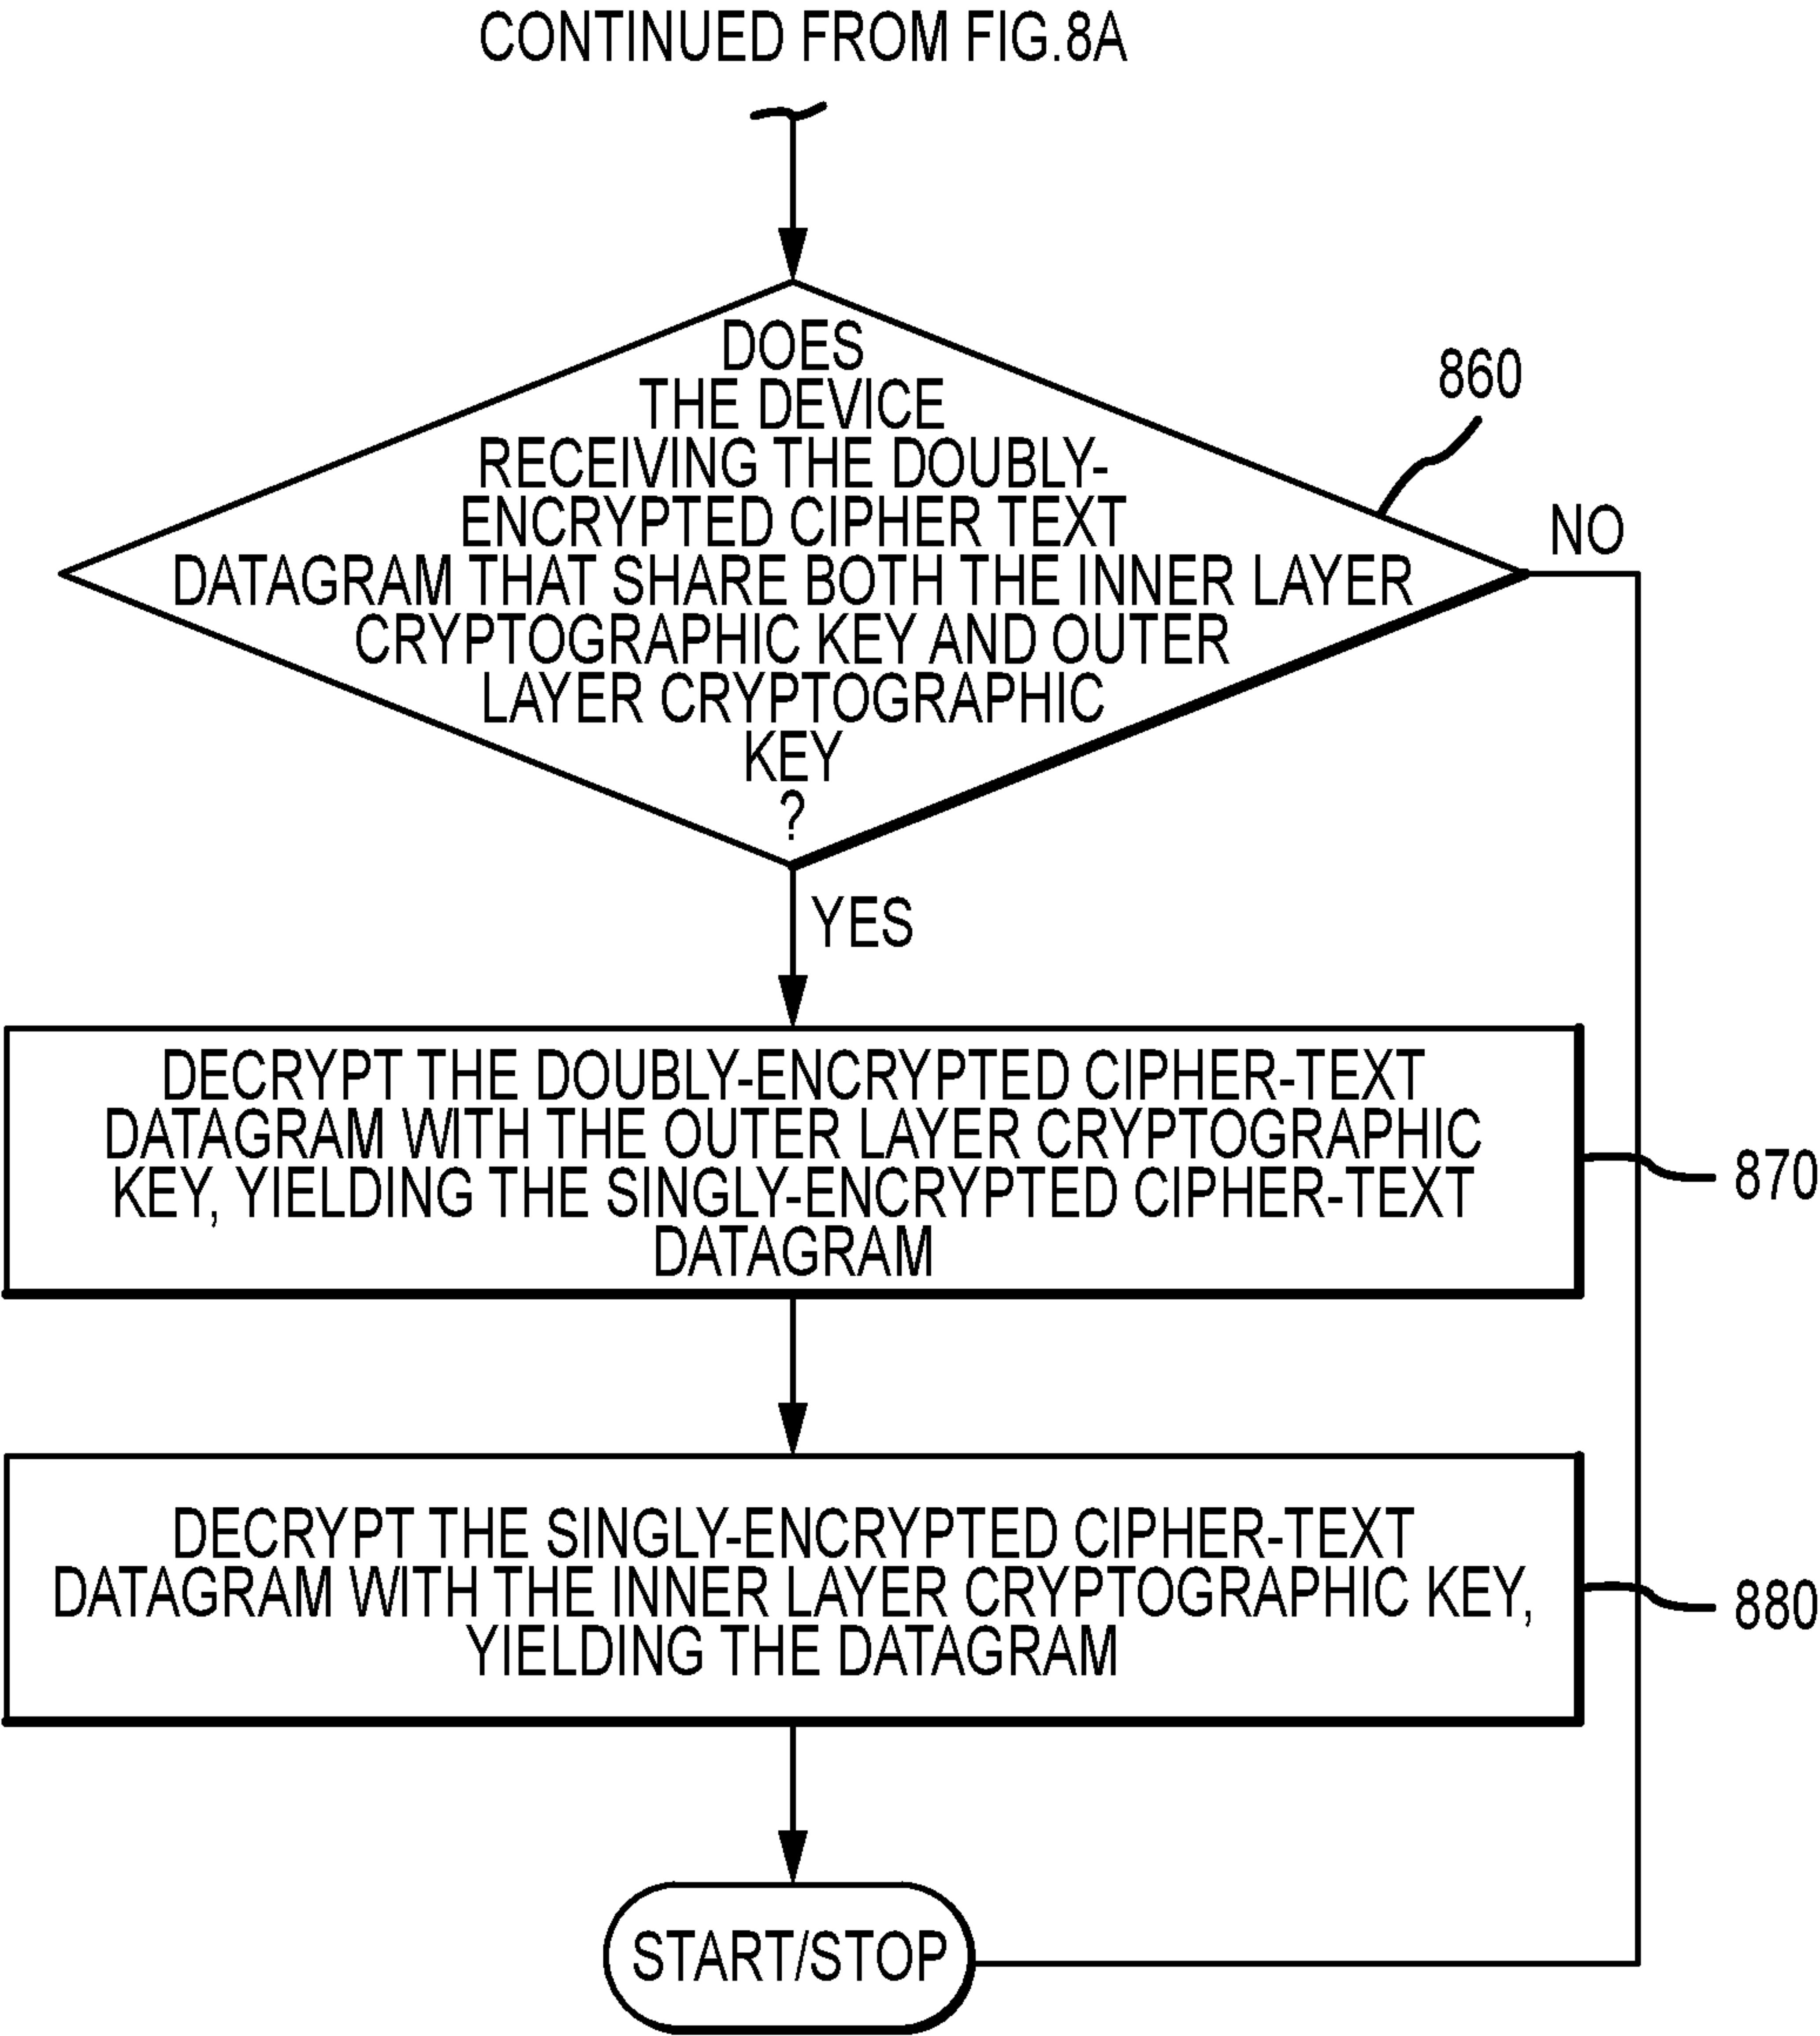 CONTINUED FROM FIG.8A
DOES
THE DEVICE
RECEIVING THE DOUBLY-
ENCRYPTED CIPHER TEXT
DATAGRAM THAT SHARE BOTH THE INNER LAYER
CRYPTOGRAPHIC KEY AND OUTER
LAYER CRYPTOGRAPHIC
KEY
?
860
NO
YES
DECRYPT THE DOUBLY-ENCRYPTED CIPHER-TEXT
DATAGRAM WITH THE OUTER LAYER CRYPTOGRAPHIC
KEY, YIELDING THE SINGLY-ENCRYPTED CIPHER-TEXT
DATAGRAM
870
DECRYPT THE SINGLY-ENCRYPTED CIPHER-TEXT
DATAGRAM WITH THE INNER LAYER CRYPTOGRAPHIC KEY,
YIELDING THE DATAGRAM
880
START/STOP